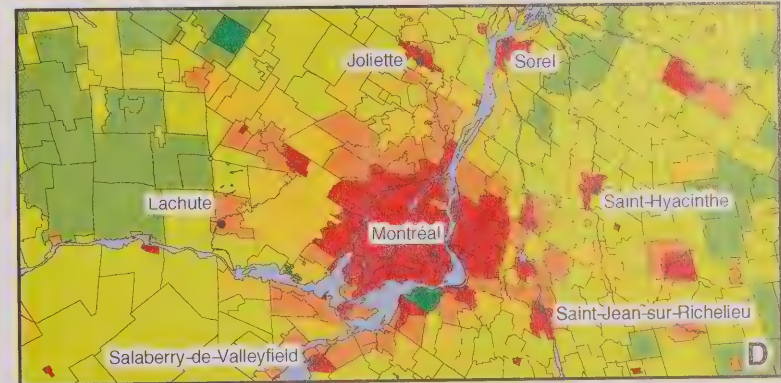 Joliette
Sorel
Lachute
Saint-Hyacinthe
Montréal
Saint-Jean-sur-Richelieu
Salaberry-de-Valleyfield
D